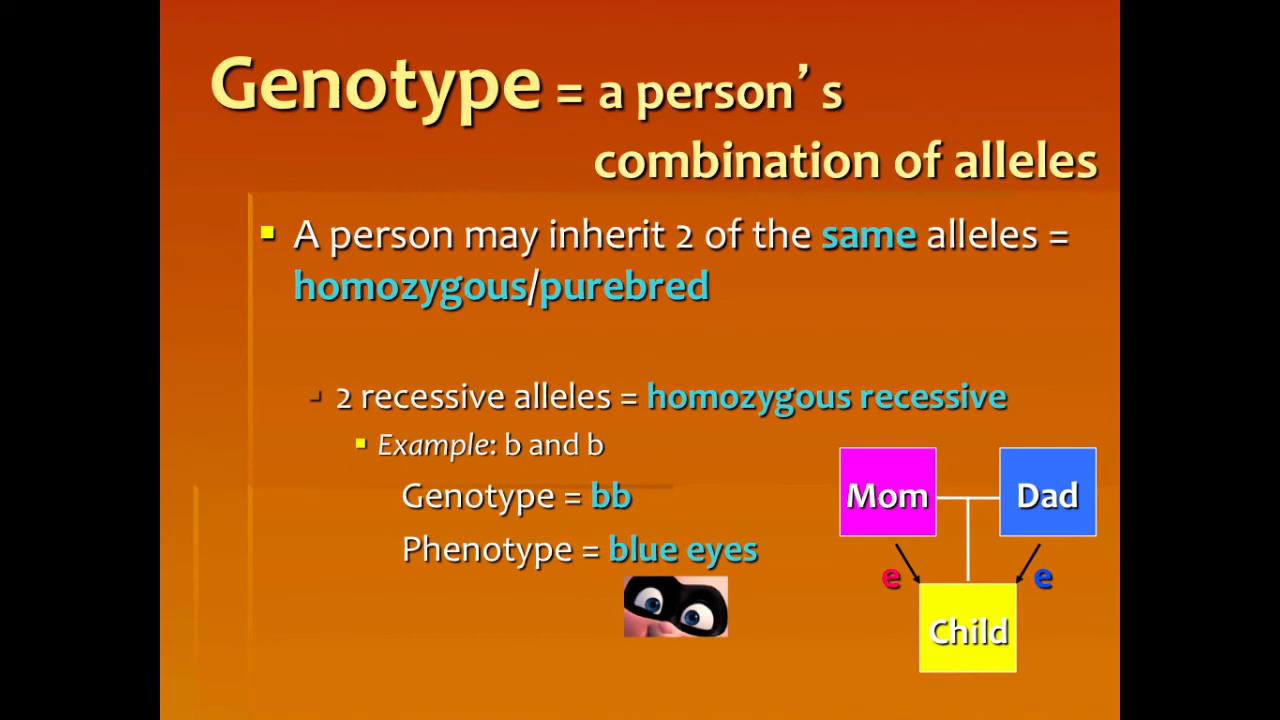 Genotype = a person’s
combination of alleles
A person may inherit 2 of the same alleles =
homozygous/purebred
2 recessive alleles = homozygous recessive
Example: b and b
Genotype = bb
Phenotype = blue eyes
Mom
Dad
e
e
Child